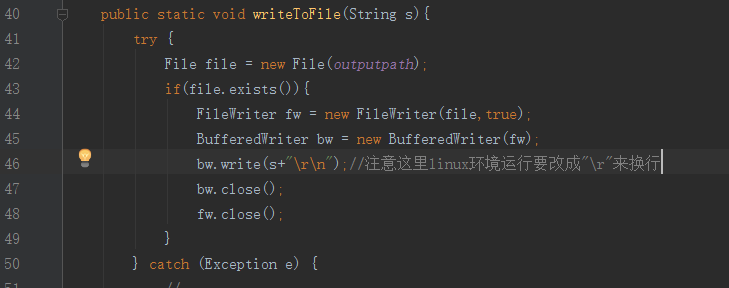 40 public static void writeToFile(String s){
41 try {
42 File file = new File(outputpath);
43 if(file.exists()){
44 FileWriter fw = new FileWriter(file,true);
45 BufferedWriter bw = new BufferedWriter(fw);
46 bw.write(s+"\r\n");//注意这里linux环境运行要改成"\r"来换行
47 bw.close();
48 fw.close();
49 }
50 } catch (Exception e) {
51 //